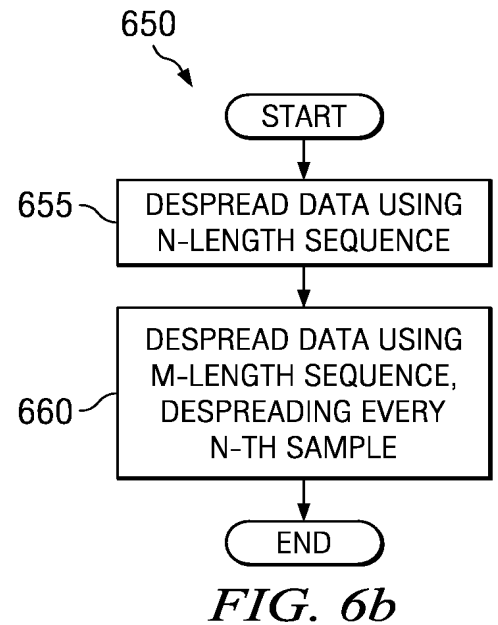 650
START
655
DESPREAD DATA USING
N-LENGTH SEQUENCE
660
DESPREAD DATA USING
M-LENGTH SEQUENCE,
DESPREADING EVERY
N-TH SAMPLE
END
FIG. 6b